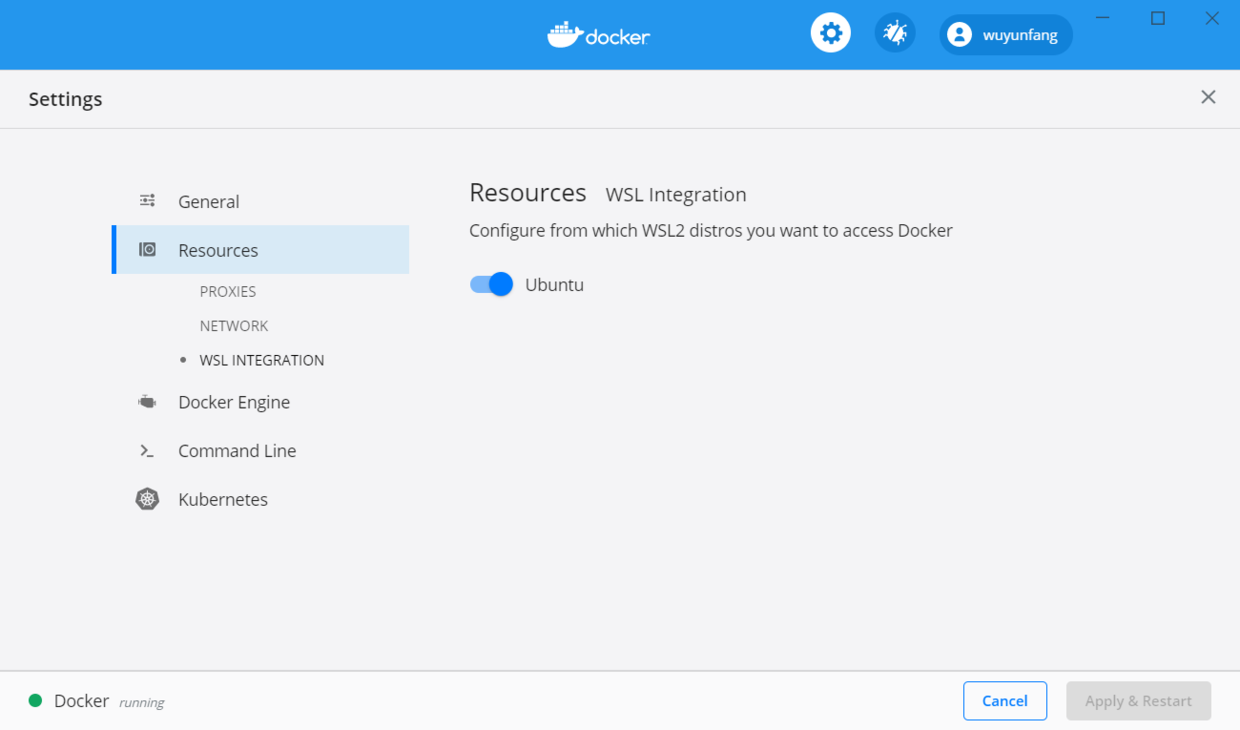 docker
wuyunfang
Settings
General
Resources
PROXIES
NETWORK
WSL INTEGRATION
Docker Engine
Command Line
Kubernetes
Resources WSL Integration
Configure from which WSL2 distros you want to access Docker
Ubuntu
Docker running
Cancel
Apply & Restart